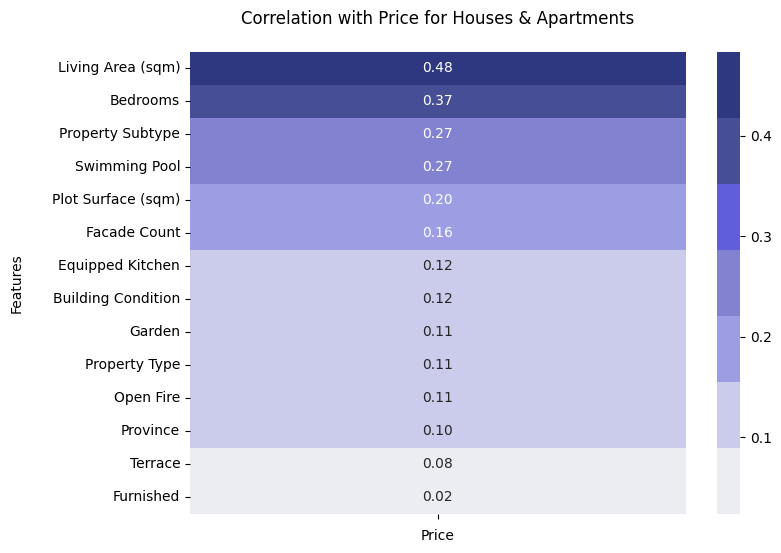 Correlation with Price for Houses & Apartments
Features
Living Area (sqm) 0.48
Bedrooms 0.37
Property Subtype 0.27
Swimming Pool 0.27
Plot Surface (sqm) 0.20
Facade Count 0.16
Equipped Kitchen 0.12
Building Condition 0.12
Garden 0.11
Property Type 0.11
Open Fire 0.11
Province 0.10
Terrace 0.08
Furnished 0.02
Price
0.4
0.3
0.2
0.1